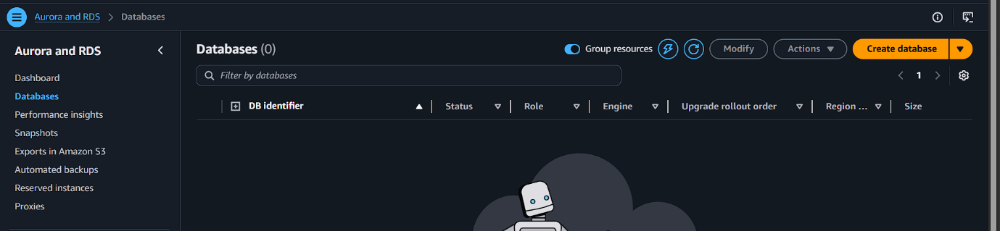 Aurora and RDS > Databases
Aurora and RDS
Dashboard
Databases
Performance insights
Snapshots
Exports in Amazon S3
Automated backups
Reserved instances
Proxies
Databases (0)
Group resources Modify Actions Create database
Filter by databases
1
DB identifier Status Role Engine Upgrade rollout order Region ... Size